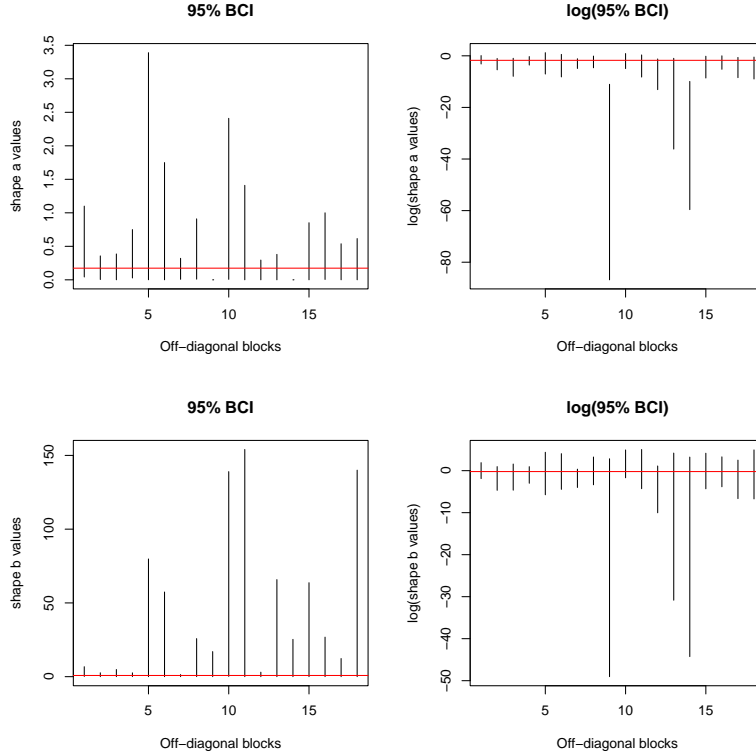 95% BCI
shape a values
0.0 0.5 1.0 1.5 2.0 2.5 3.0 3.5
5 10 15
Off−diagonal blocks
log(95% BCI)
log(shape a values)
−80 −60 −40 −20 0
5 10 15
Off−diagonal blocks
95% BCI
shape b values
0 50 100 150
5 10 15
Off−diagonal blocks
log(95% BCI)
log(shape b values)
−50 −40 −30 −20 −10 0
5 10 15
Off−diagonal blocks